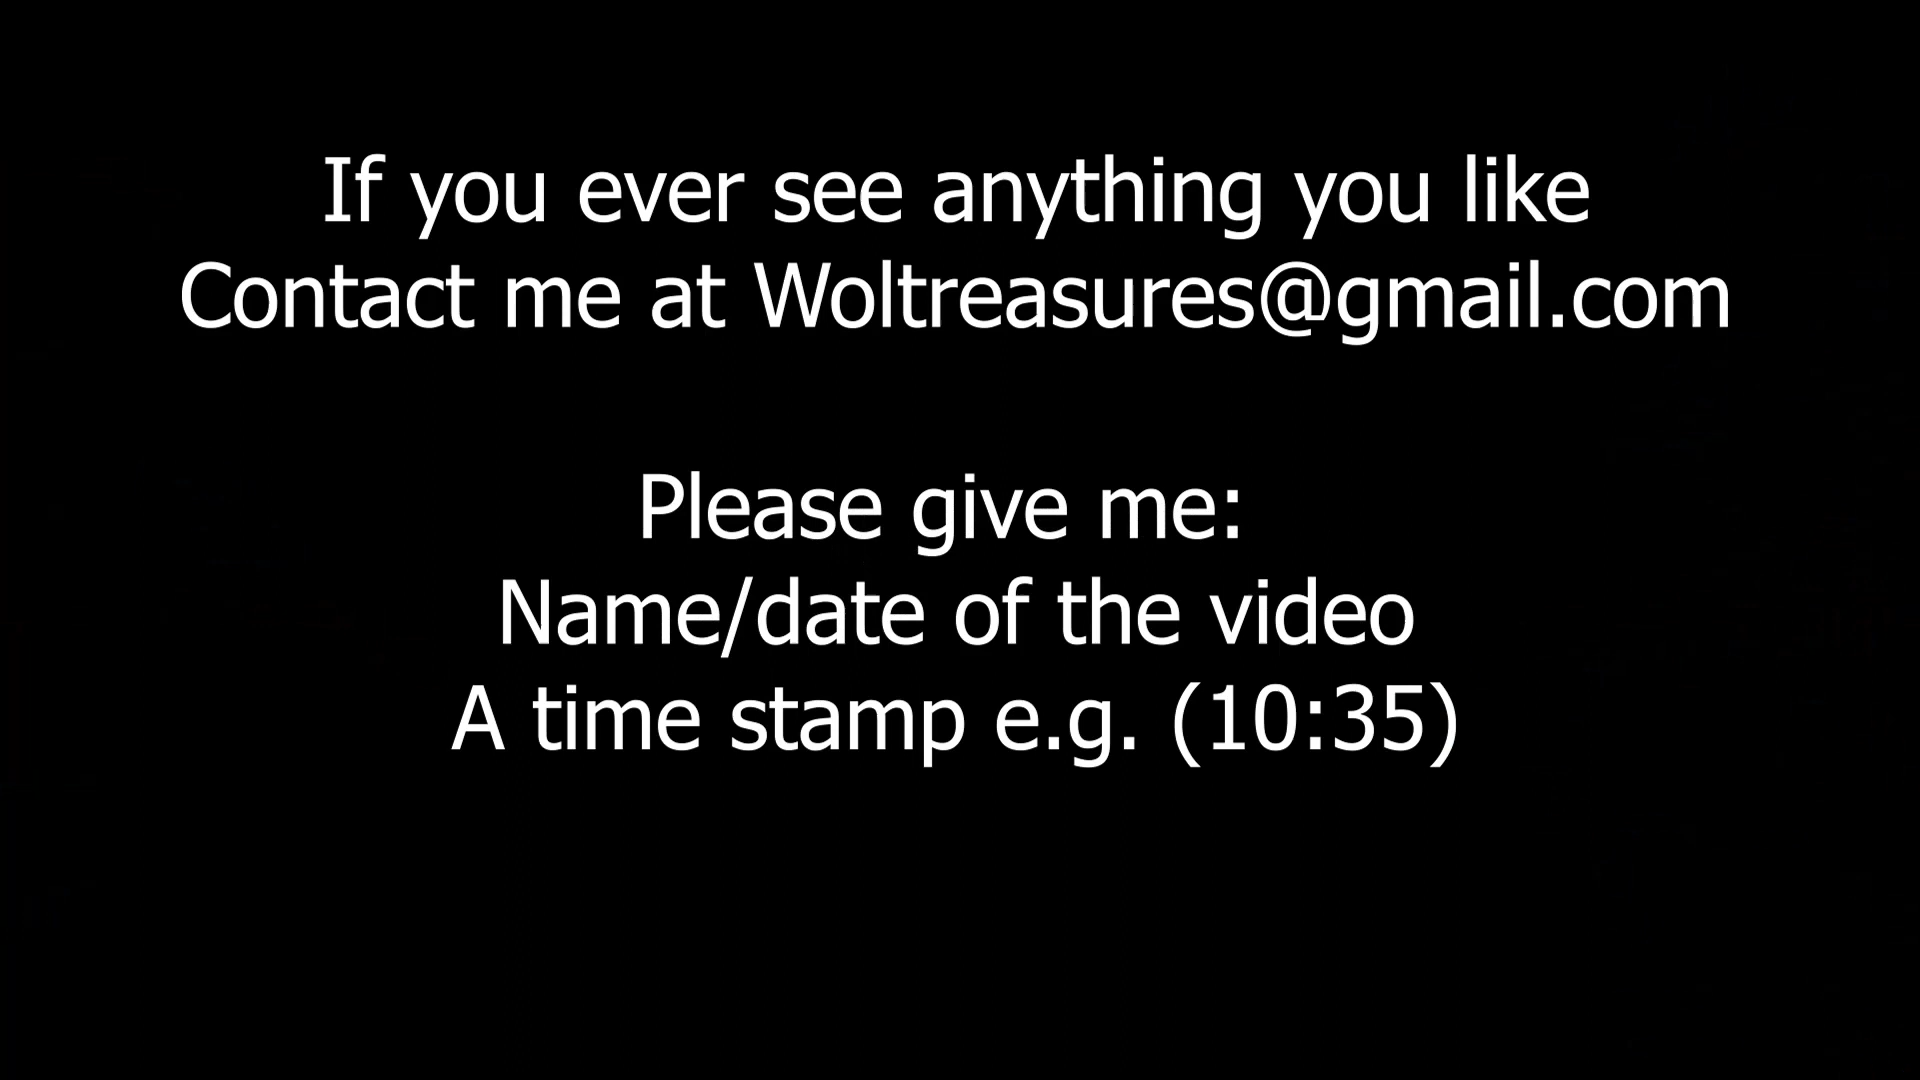 If you ever see anything you like
Contact me at Woltreasures@gmail.com
Please give me:
Name/date of the video
A time stamp e.g. (10:35)